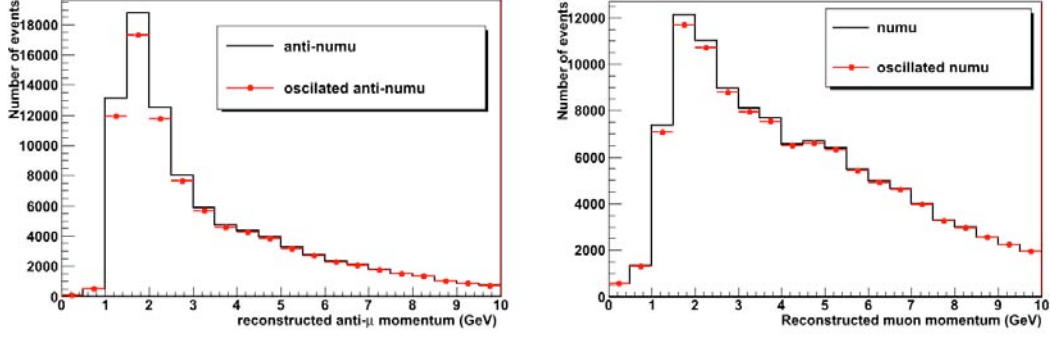 Number of events
18000
16000
14000
12000
10000
8000
6000
4000
2000
0
anti-numu
oscilated anti-numu
0 1 2 3 4 5 6 7 8 9 10
reconstructed anti-μ momentum (GeV)
Number of events
12000
10000
8000
6000
4000
2000
0
numu
oscillated numu
0 1 2 3 4 5 6 7 8 9 10
Reconstructed muon momentum (GeV)